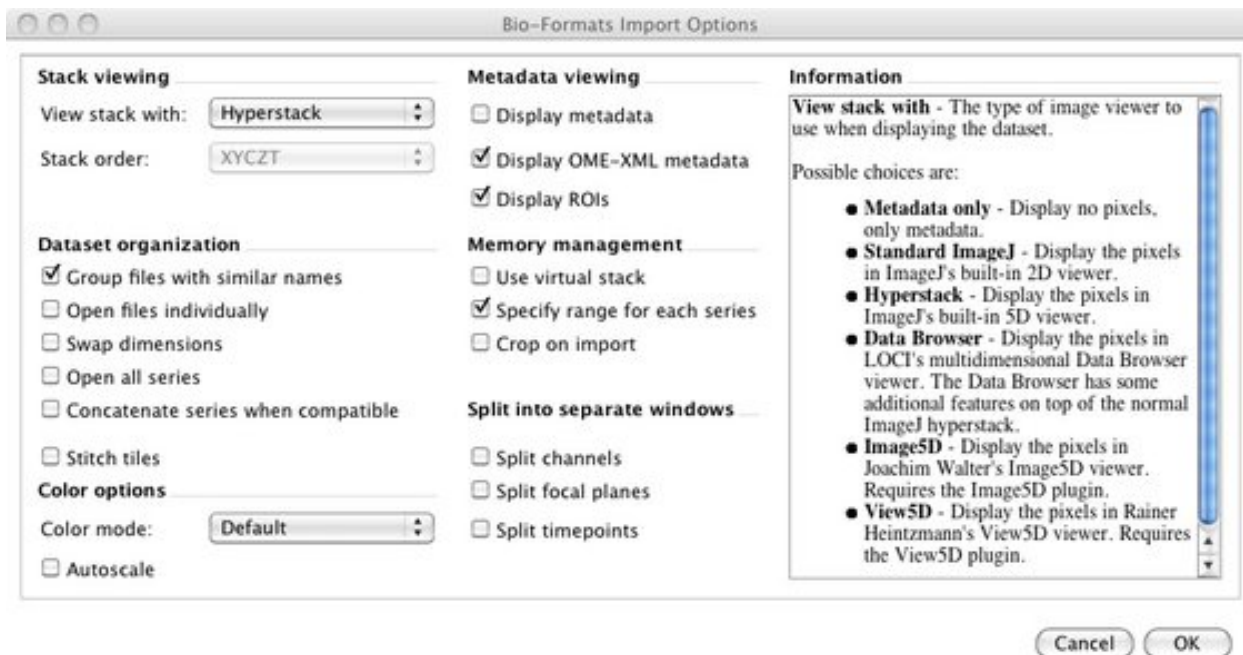 Bio-Formats Import Options
Stack viewing
View stack with: Hyperstack
Stack order: XYCZT
Dataset organization
Group files with similar names
Open files individually
Swap dimensions
Open all series
Concatenate series when compatible
Stitch tiles
Color options
Color mode: Default
Autoscale
Metadata viewing
Display metadata
Display OME-XML metadata
Display ROIs
Memory management
Use virtual stack
Specify range for each series
Crop on import
Split into separate windows
Split channels
Split focal planes
Split timepoints
Information
View stack with - The type of image viewer to
use when displaying the dataset.
Possible choices are:
● Metadata only - Display no pixels,
only metadata.
● Standard ImageJ - Display the pixels
in ImageJ's built-in 2D viewer.
● Hyperstack - Display the pixels in
ImageJ's built-in 5D viewer.
● Data Browser - Display the pixels in
LOCI's multidimensional Data Browser
viewer. The Data Browser has some
additional features on top of the normal
ImageJ hyperstack.
● Image5D - Display the pixels in
Joachim Walter's Image5D viewer.
Requires the Image5D plugin.
● View5D - Display the pixels in Rainer
Heintzmann's View5D viewer. Requires
the View5D plugin.
Cancel OK